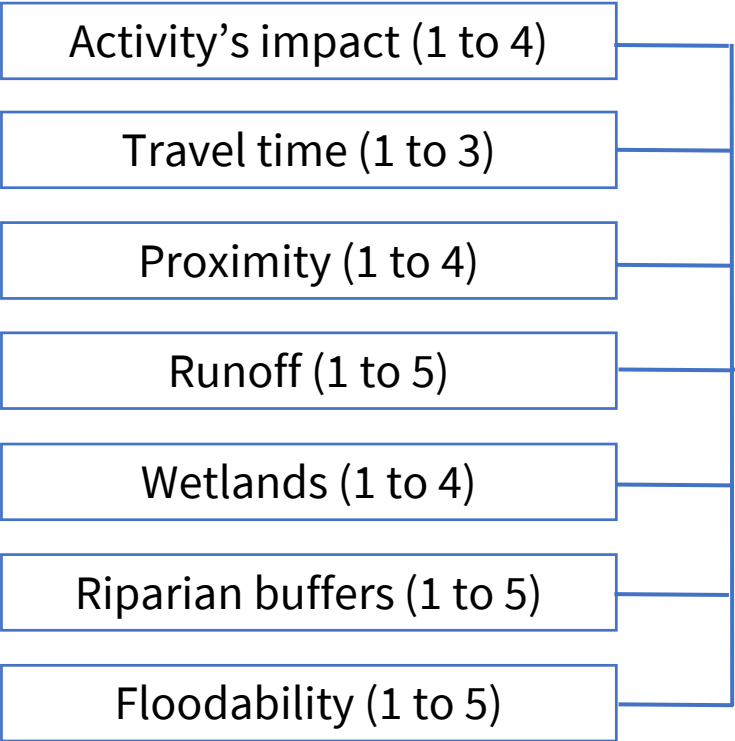 Activity’s impact (1 to 4)
Travel time (1 to 3)
Proximity (1 to 4)
Runoff (1 to 5)
Wetlands (1 to 4)
Riparian buffers (1 to 5)
Floodability (1 to 5)